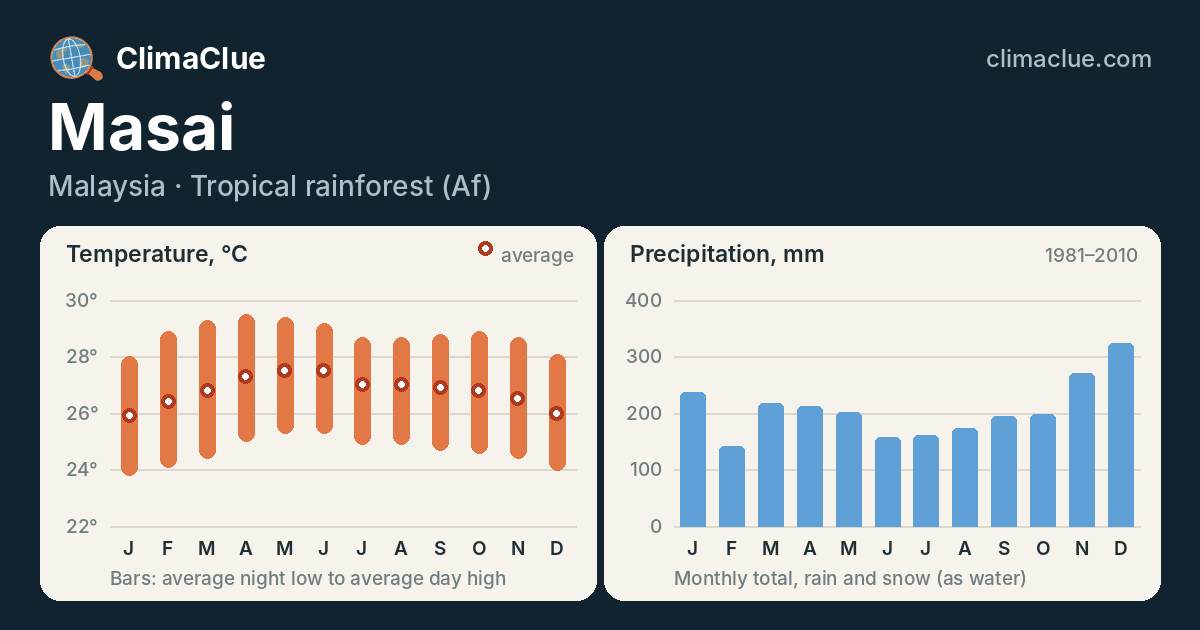 ClimaClue
climaclue.com
Masai
Malaysia · Tropical rainforest (Af)
Temperature, °C
average
30°
28°
26°
24°
22°
J F M A M J J A S O N D
Bars: average night low to average day high
Precipitation, mm
1981–2010
400
300
200
100
0
J F M A M J J A S O N D
Monthly total, rain and snow (as water)